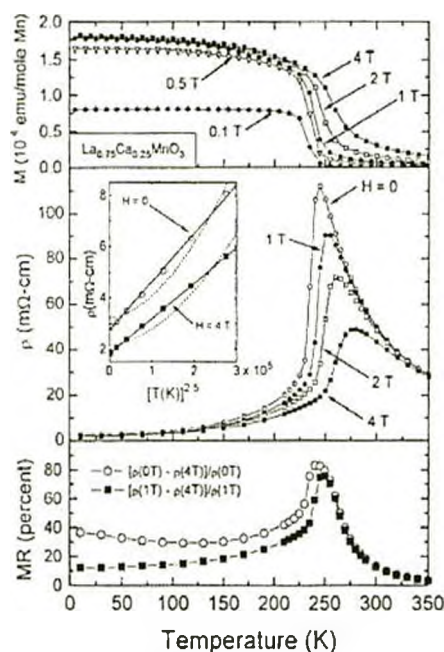 M (10⁻⁴ emu/mole Mn)
2.0
1.5
1.0
0.5
0.0
4 T
2 T
1 T
0.5 T
0.1 T
La₀.₇₅Ca₀.₂₅MnO₃
ρ (mΩ-cm)
100
80
60
40
20
0
H = 0
1 T
2 T
4 T
ρ(mΩ-cm)
8
6
4
2
H = 0
H = 4 T
0
1
2
3 x 10⁵
[T(K)]²·⁵
MR (percent)
80
60
40
20
0
[ρ(0T) - ρ(4T)]/ρ(0T)
[ρ(1T) - ρ(4T)]/ρ(1T)
0 50 100 150 200 250 300 350
Temperature (K)